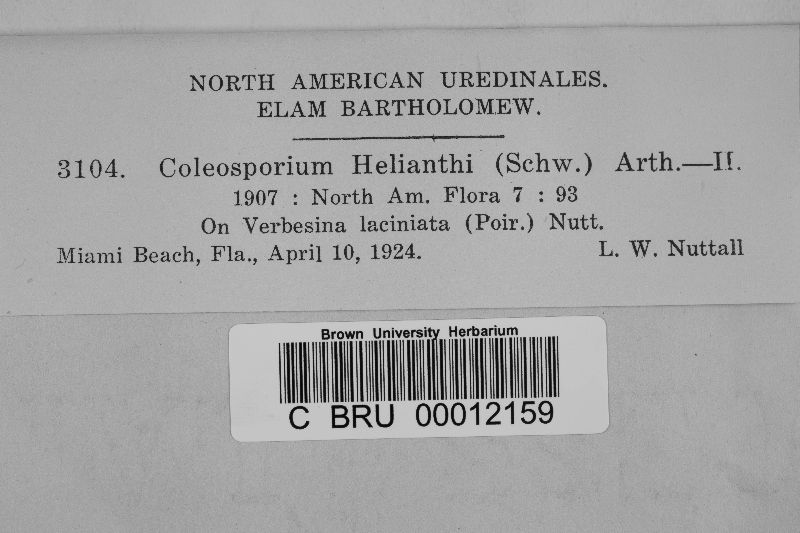 NORTH AMERICAN UREDINALES.
ELAM BARTHOLOMEW.
3104. Coleosporium Helianthi (Schw.) Arth.—II.
1907 : North Am. Flora 7 : 93
On Verbesina laciniata (Poir.) Nutt.
Miami Beach, Fla., April 10, 1924. L. W. Nuttall
Brown University Herbarium
C BRU 00012159